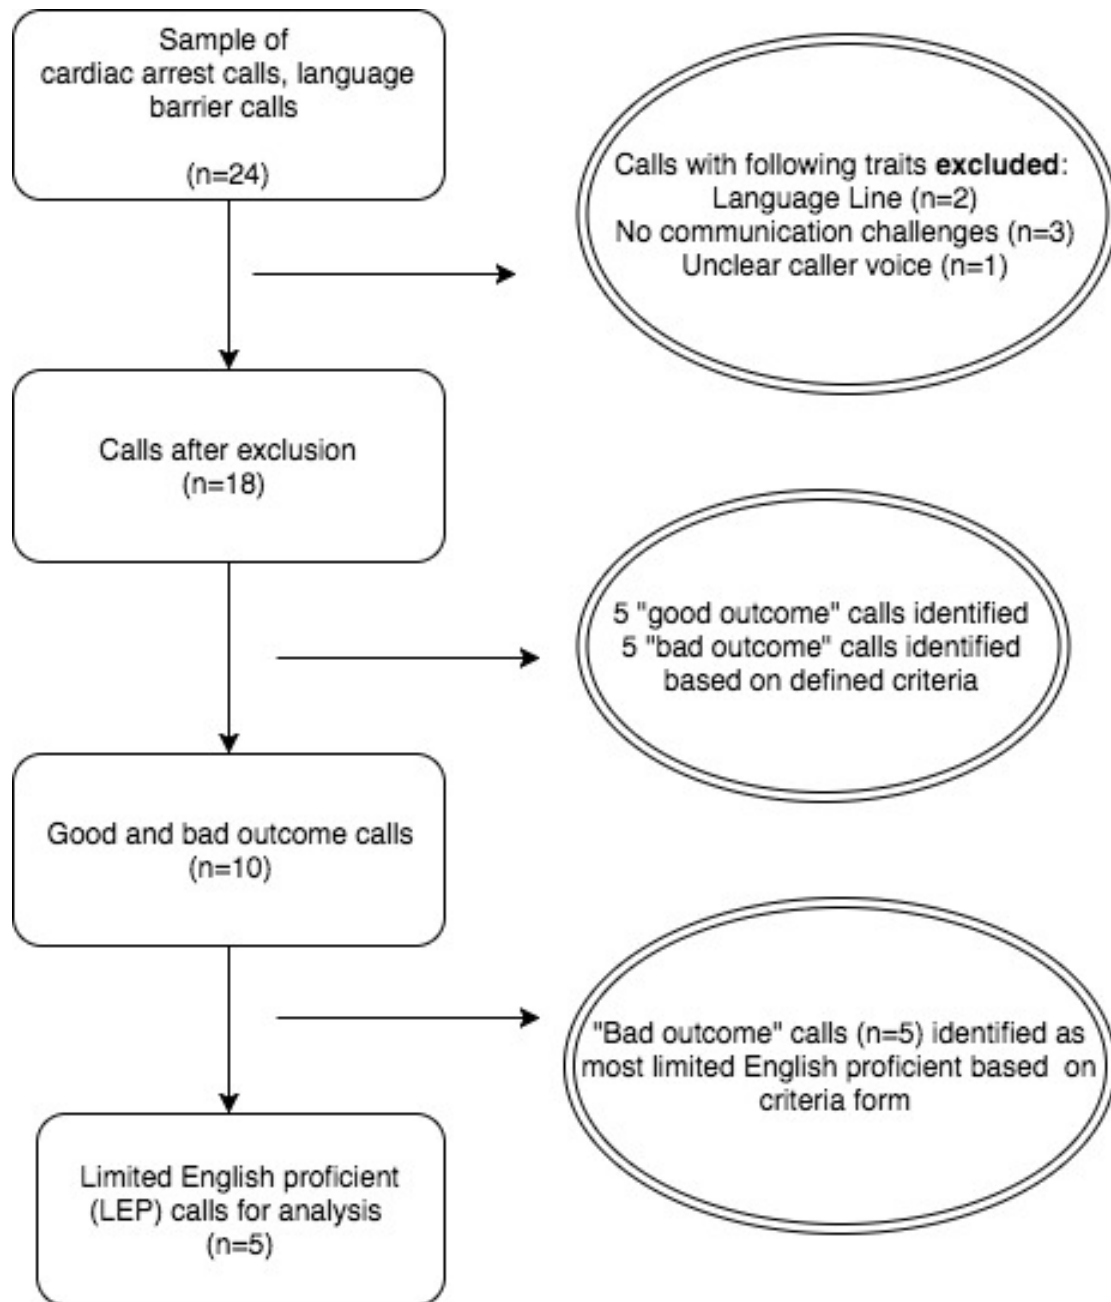 Sample of
cardiac arrest calls, language
barrier calls
(n=24)
Calls with following traits excluded:
Language Line (n=2)
No communication challenges (n=3)
Unclear caller voice (n=1)
Calls after exclusion
(n=18)
5 "good outcome" calls identified
5 "bad outcome" calls identified
based on defined criteria
Good and bad outcome calls
(n=10)
"Bad outcome" calls (n=5) identified as
most limited English proficient based  on
criteria form
Limited English proficient
(LEP) calls for analysis
(n=5)